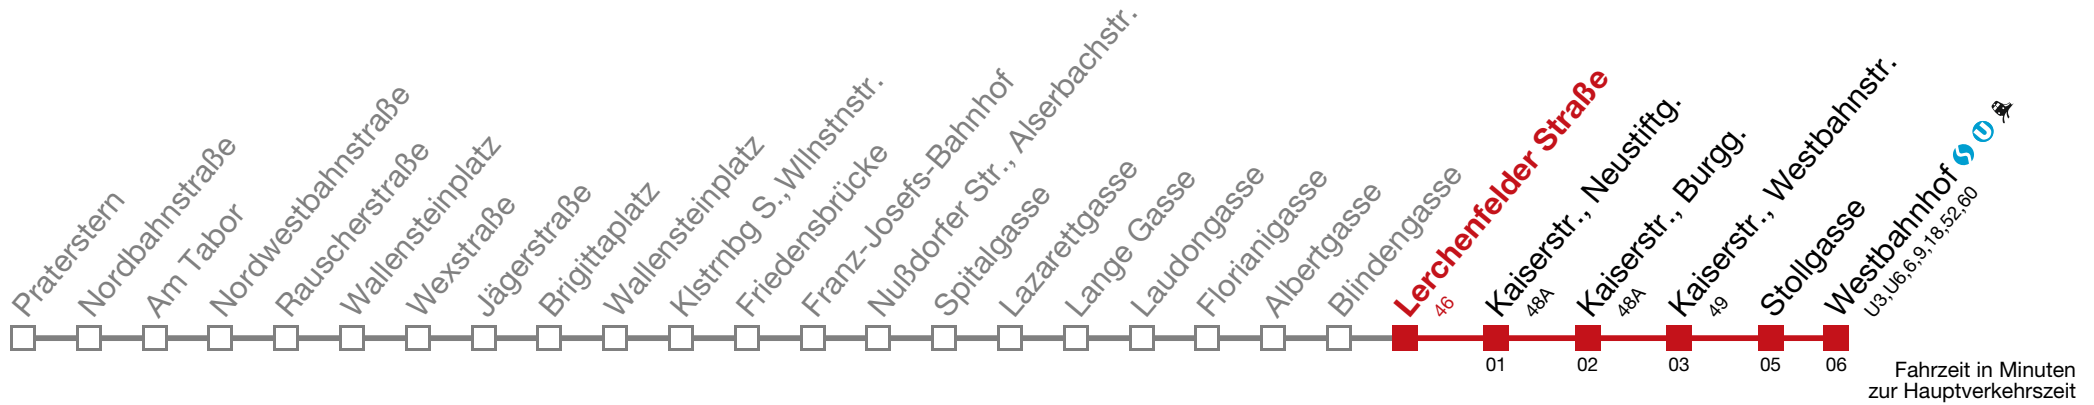 Praterstern
Nordbahnstraße
Am Tabor
Nordwestbahnstraße
Rauscherstraße
Wallensteinplatz
Wexstraße
Jägerstraße
Brigittaplatz
Wallensteinplatz
Klstrnbg S., Wllnstnstr.
Friedensbrücke
Franz-Josefs-Bahnhof
Nußdorfer Str., Alserbachstr.
Spitalgasse
Lazarettgasse
Lange Gasse
Laudongasse
Florianigasse
Albertgasse
Blindengasse
Lerchenfelder Straße
46
Kaiserstr., Neustiftg.
48A
Kaiserstr., Burgg.
48A
Kaiserstr., Westbahnstr.
49
Stollgasse
Westbahnhof
U3,U6,6,9,18,52,60
01 02 03 05 06
Fahrzeit in Minuten
zur Hauptverkehrszeit